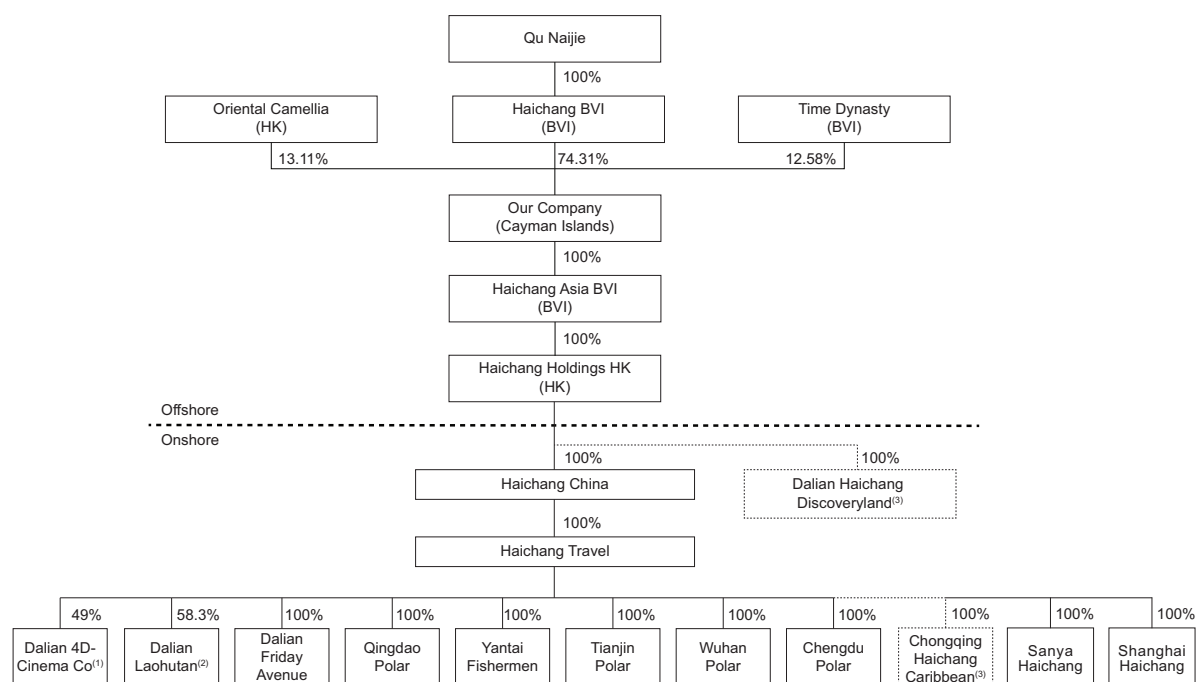 Qu Naijie
100%
Oriental Camellia
(HK)
Haichang BVI
(BVI)
Time Dynasty
(BVI)
13.11%
74.31%
12.58%
Our Company
(Cayman Islands)
100%
Haichang Asia BVI
(BVI)
100%
Haichang Holdings HK
(HK)
Offshore
Onshore
100%
100%
Haichang China
Dalian Haichang
Discoveryland(3)
100%
Haichang Travel
49%
58.3%
100%
100%
100%
100%
100%
100%
100%
100%
100%
Dalian 4D-
Cinema Co(1)
Dalian
Laohutan(2)
Dalian
Friday
Avenue
Qingdao
Polar
Yantai
Fishermen
Tianjin
Polar
Wuhan
Polar
Chengdu
Polar
Chongqing
Haichang
Caribbean(3)
Sanya
Haichang
Shanghai
Haichang